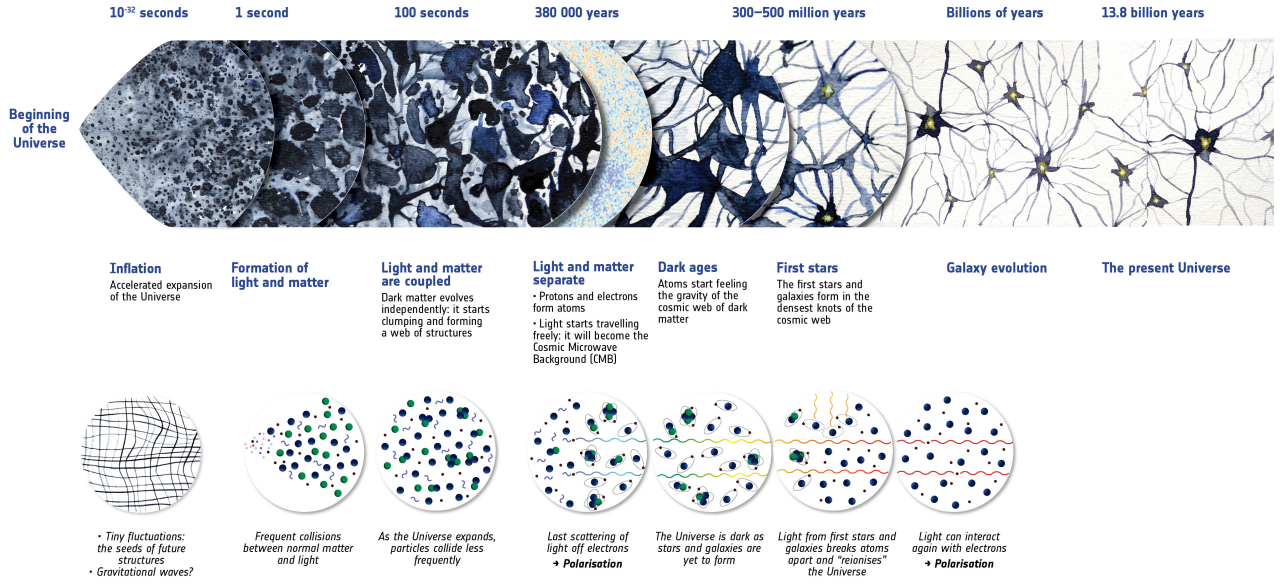 10⁻³² seconds
1 second
100 seconds
380 000 years
300–500 million years
Billions of years
13.8 billion years
Beginning
of the
Universe
Inflation
Accelerated expansion
of the Universe
Formation of
light and matter
Light and matter
are coupled
Dark matter evolves
independently: it starts
clumping and forming
a web of structures
Light and matter
separate
• Protons and electrons
form atoms
• Light starts travelling
freely: it will become the
Cosmic Microwave
Background (CMB)
Dark ages
Atoms start feeling
the gravity of the
cosmic web of dark
matter
First stars
The first stars and
galaxies form in the
densest knots of the
cosmic web
Galaxy evolution
The present Universe
• Tiny fluctuations:
the seeds of future
structures
• Gravitational waves?
Frequent collisions
between normal matter
and light
As the Universe expands,
particles collide less
frequently
Last scattering of
light off electrons
→ Polarisation
The Universe is dark as
stars and galaxies are
yet to form
Light from first stars and
galaxies breaks atoms
apart and “reionises”
the Universe
Light can interact
again with electrons
→ Polarisation